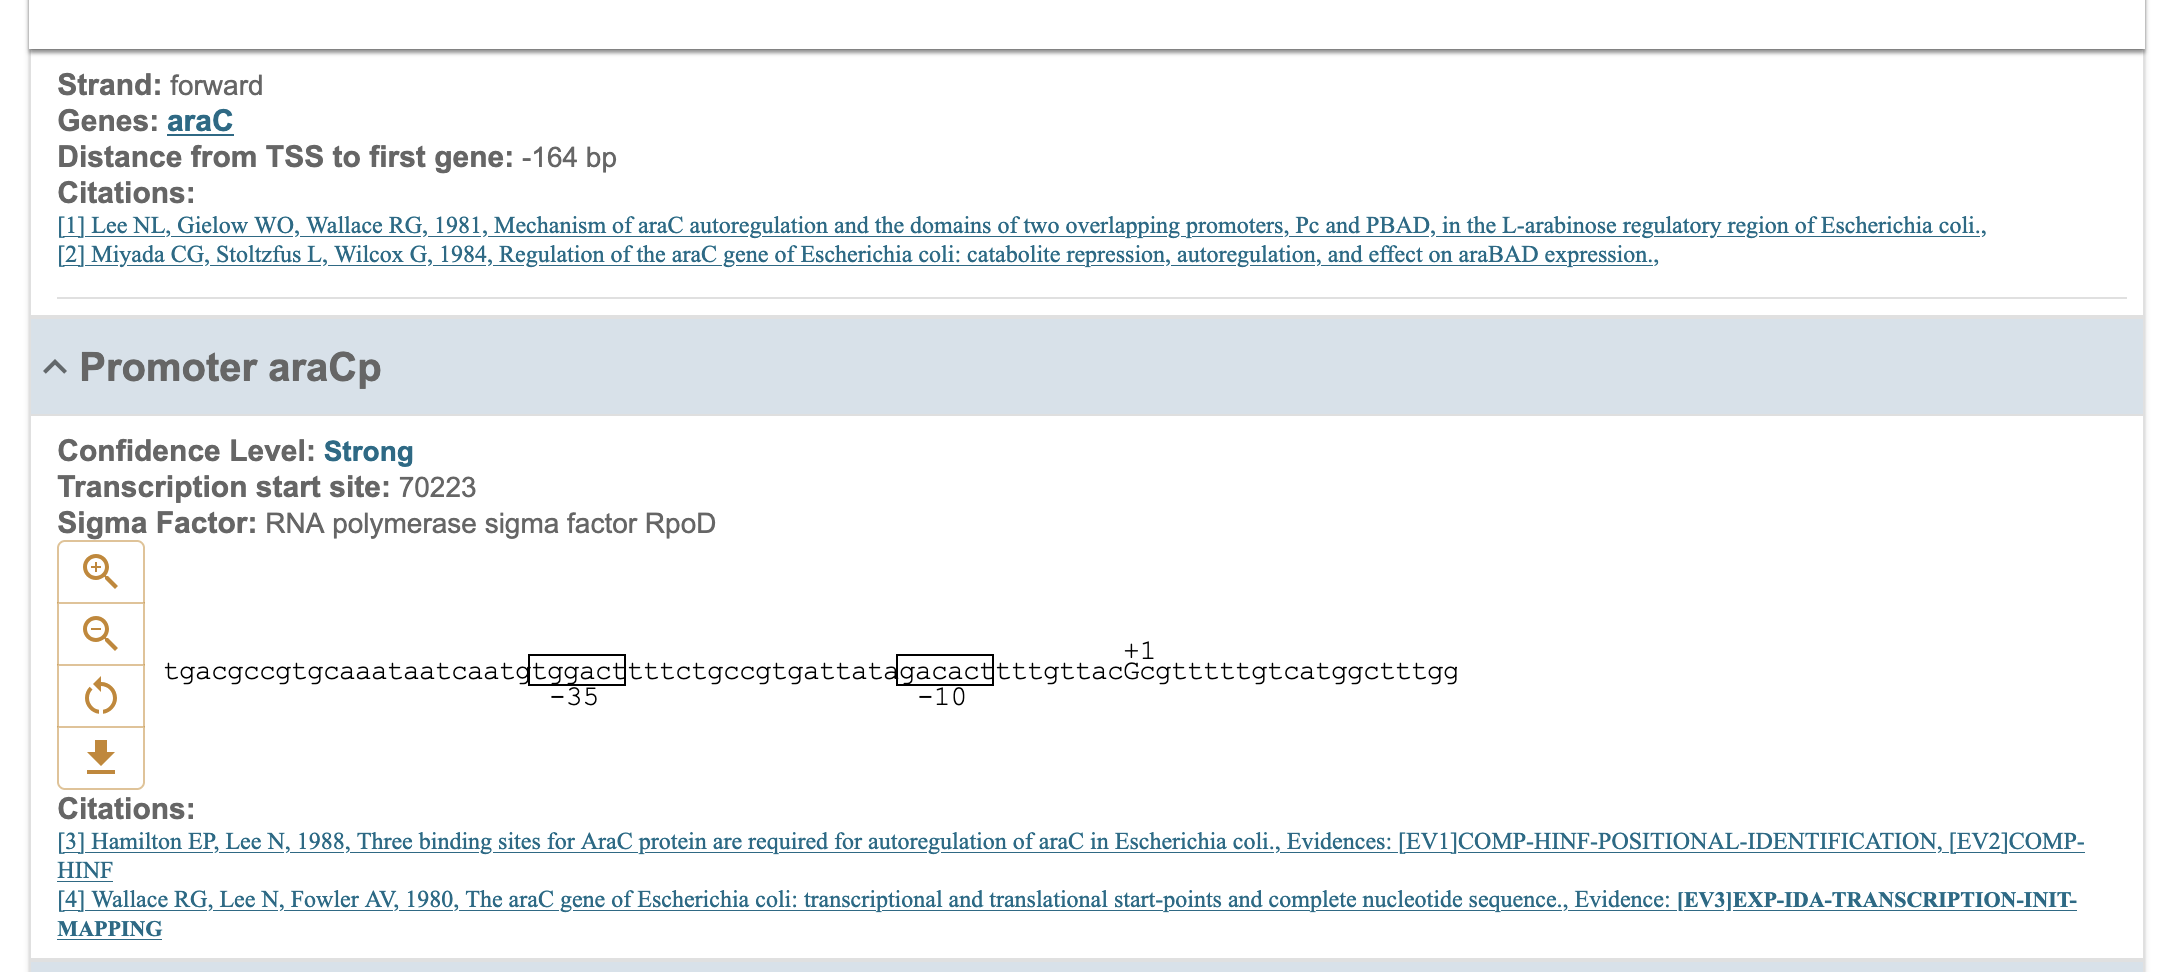 Strand: forward
Genes: araC
Distance from TSS to first gene: -164 bp
Citations:
[1] Lee NL, Gielow WO, Wallace RG, 1981, Mechanism of araC autoregulation and the domains of two overlapping promoters, Pc and PBAD, in the L-arabinose regulatory region of Escherichia coli.,
[2] Miyada CG, Stoltzfus L, Wilcox G, 1984, Regulation of the araC gene of Escherichia coli: catabolite repression, autoregulation, and effect on araBAD expression.,
Promoter araCp
Confidence Level: Strong
Transcription start site: 70223
Sigma Factor: RNA polymerase sigma factor RpoD
+1
tgacgccgtgcaaataatcaatgtggacttttctgccgtgattatagacacttttgttacGcgtttttgtcatggctttgg
-35 -10
Citations:
[3] Hamilton EP, Lee N, 1988, Three binding sites for AraC protein are required for autoregulation of araC in Escherichia coli., Evidences: [EV1]COMP-HINF-POSITIONAL-IDENTIFICATION, [EV2]COMP-
HINF
[4] Wallace RG, Lee N, Fowler AV, 1980, The araC gene of Escherichia coli: transcriptional and translational start-points and complete nucleotide sequence., Evidence: [EV3]EXP-IDA-TRANSCRIPTION-INIT-
MAPPING